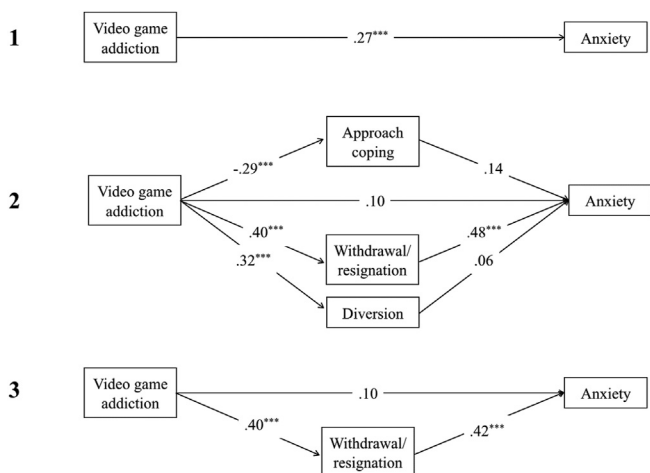 1
Video game
addiction
.27***
Anxiety
2
Video game
addiction
-.29***
Approach
coping
.14
.10
Anxiety
.40***
Withdrawal/
resignation
.48***
.32***
Diversion
.06
3
Video game
addiction
.10
Anxiety
.40***
Withdrawal/
resignation
.42***